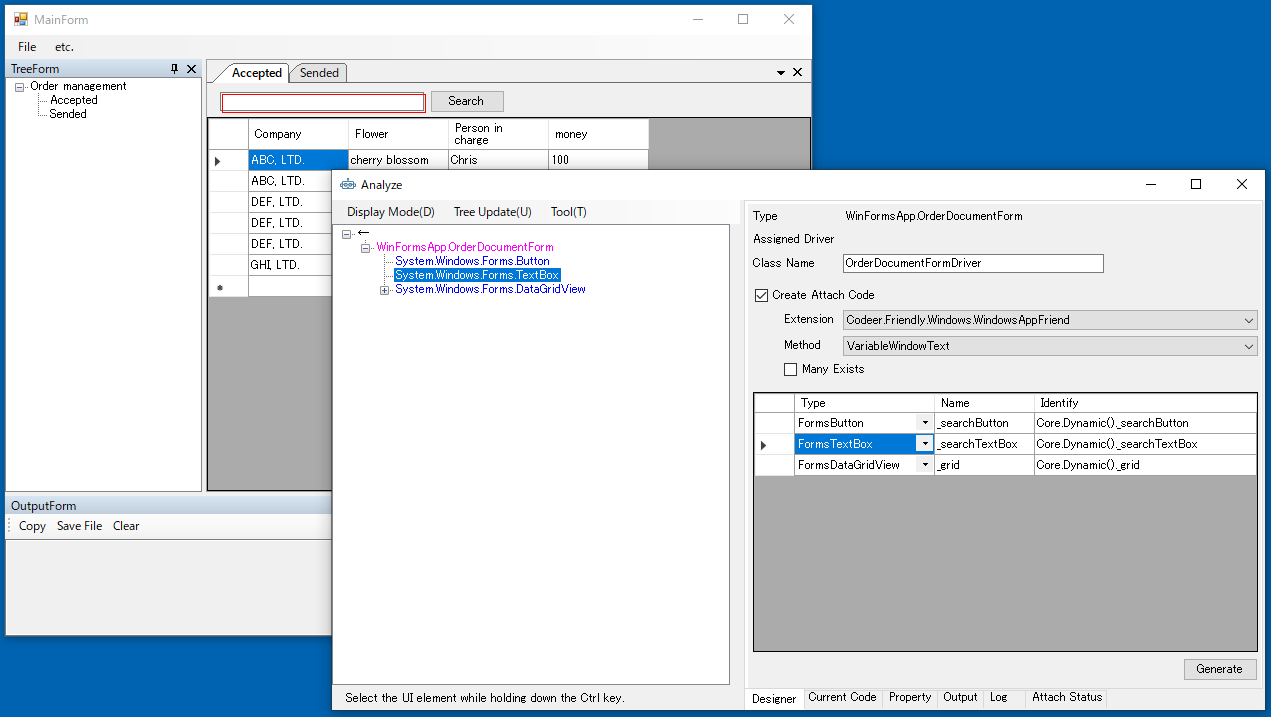 MainForm
File etc.
TreeForm
Order management
Accepted
Sended
Accepted Sended
Search
Company Flower Person in charge money
ABC, LTD. cherry blossom Chris 100
ABC, LTD.
DEF, LTD.
DEF, LTD.
DEF, LTD.
GHI, LTD.
OutputForm
Copy Save File Clear
Analyze
Display Mode(D) Tree Update(U) Tool(T)
←
WinFormsApp.OrderDocumentForm
System.Windows.Forms.Button
System.Windows.Forms.TextBox
System.Windows.Forms.DataGridView
Select the UI element while holding down the Ctrl key.
Type WinFormsApp.OrderDocumentForm
Assigned Driver
Class Name OrderDocumentFormDriver
Create Attach Code
Extension Codeer.Friendly.Windows.WindowsAppFriend
Method VariableWindowText
Many Exists
Type Name Identify
FormsButton _searchButton Core.Dynamic()._searchButton
FormsTextBox _searchTextBox Core.Dynamic()._searchTextBox
FormsDataGridView _grid Core.Dynamic()._grid
Generate
Designer Current Code Property Output Log Attach Status